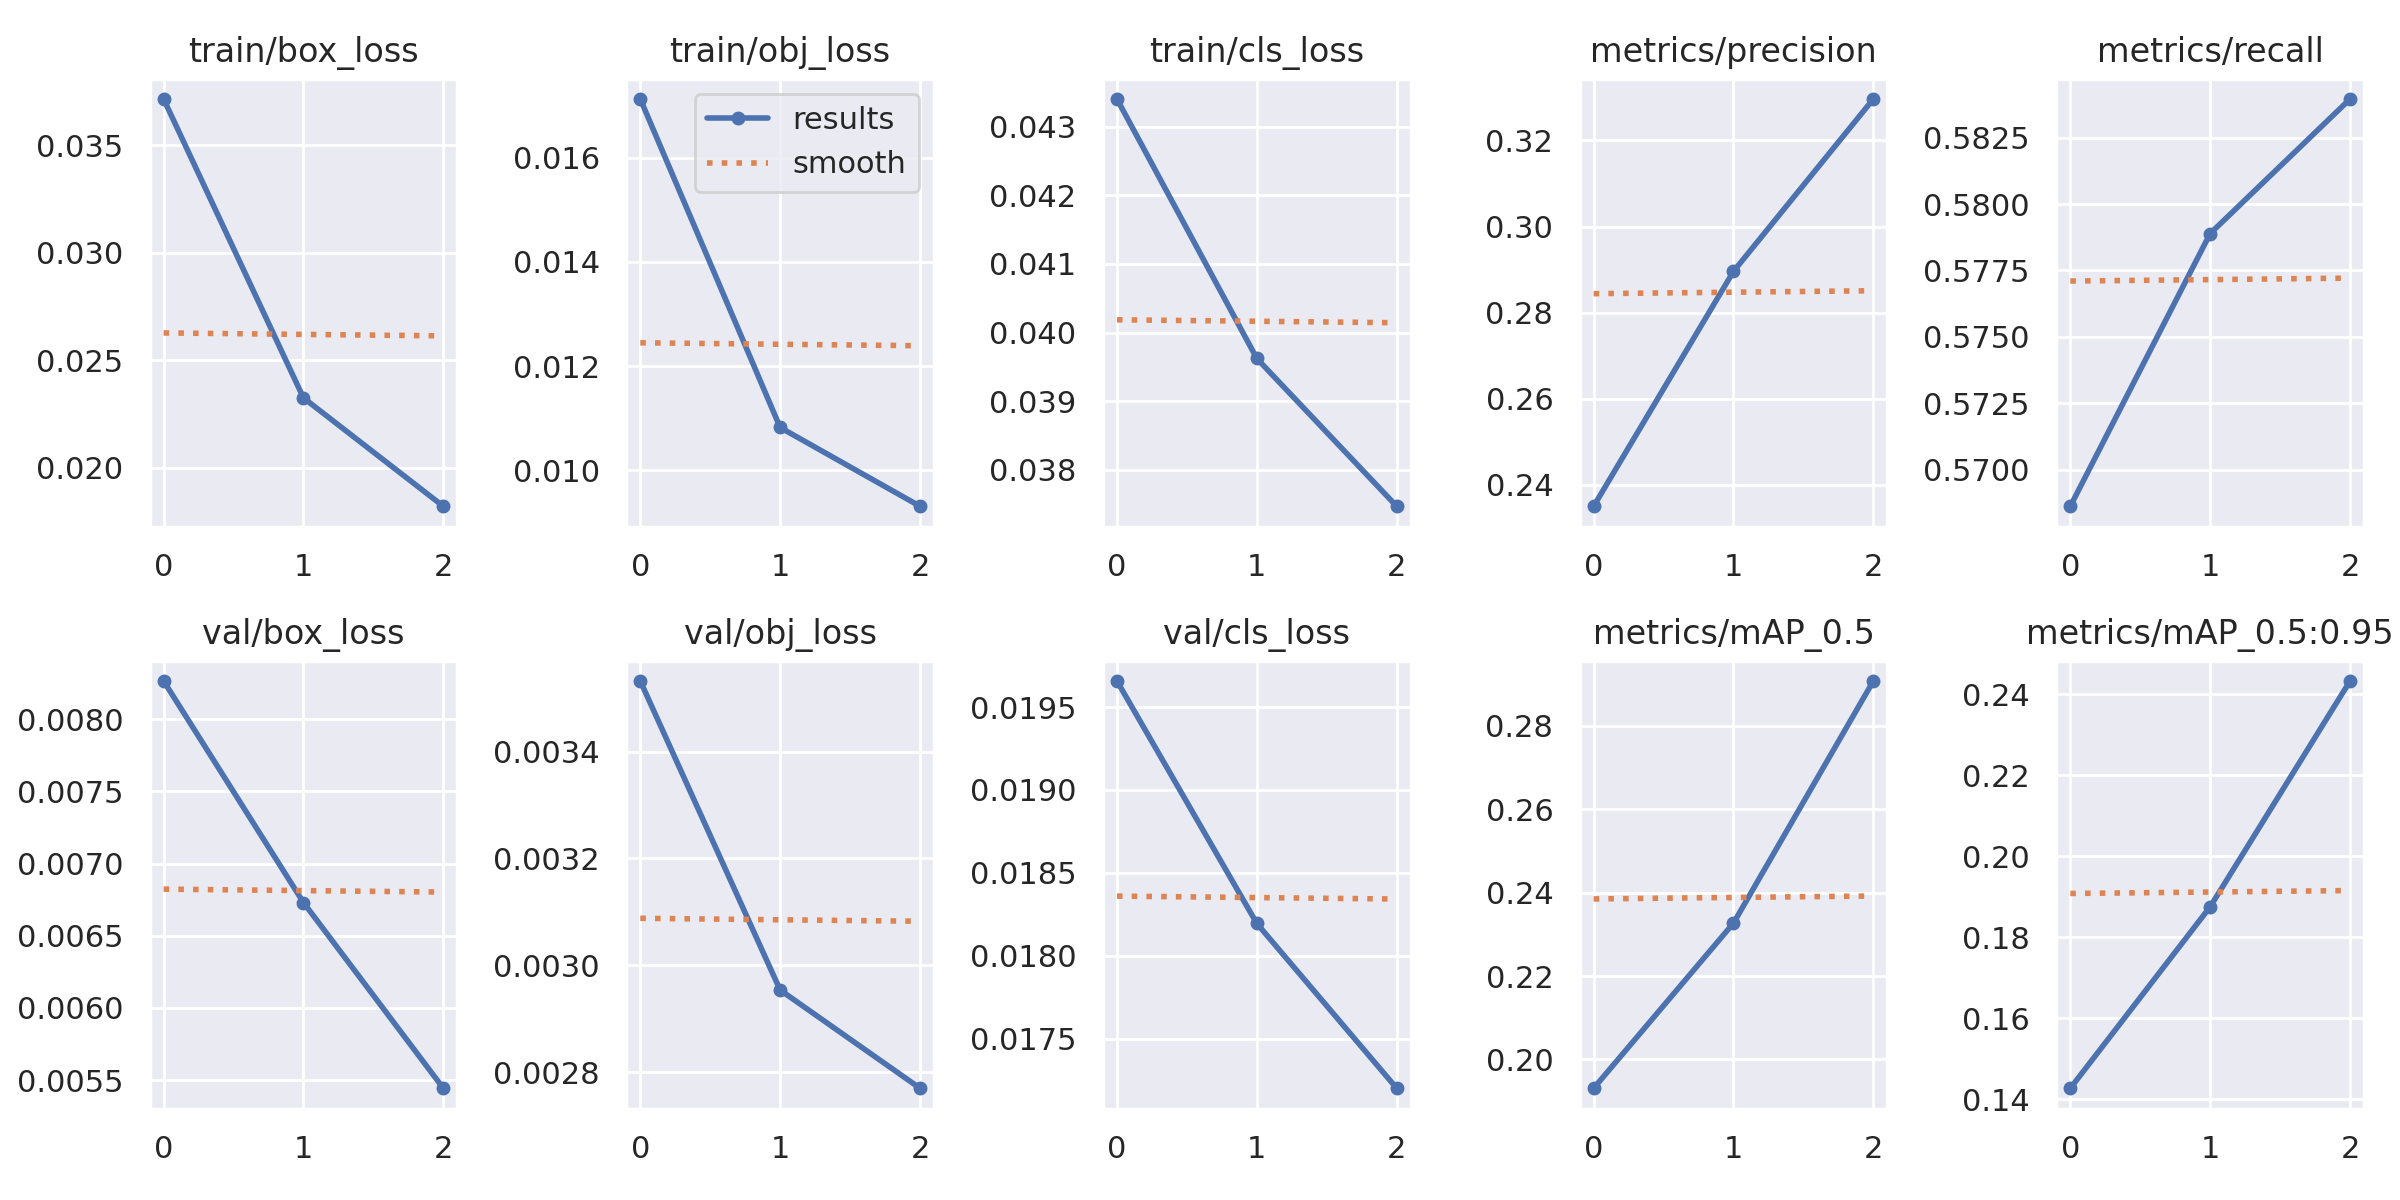 train/box_loss
0.035
0.030
0.025
0.020
0 1 2
train/obj_loss
results
smooth
0.016
0.014
0.012
0.010
0 1 2
train/cls_loss
0.043
0.042
0.041
0.040
0.039
0.038
0 1 2
metrics/precision
0.32
0.30
0.28
0.26
0.24
0 1 2
metrics/recall
0.5825
0.5800
0.5775
0.5750
0.5725
0.5700
0 1 2
val/box_loss
0.0080
0.0075
0.0070
0.0065
0.0060
0.0055
0 1 2
val/obj_loss
0.0034
0.0032
0.0030
0.0028
0 1 2
val/cls_loss
0.0195
0.0190
0.0185
0.0180
0.0175
0 1 2
metrics/mAP_0.5
0.28
0.26
0.24
0.22
0.20
0 1 2
metrics/mAP_0.5:0.95
0.24
0.22
0.20
0.18
0.16
0.14
0 1 2